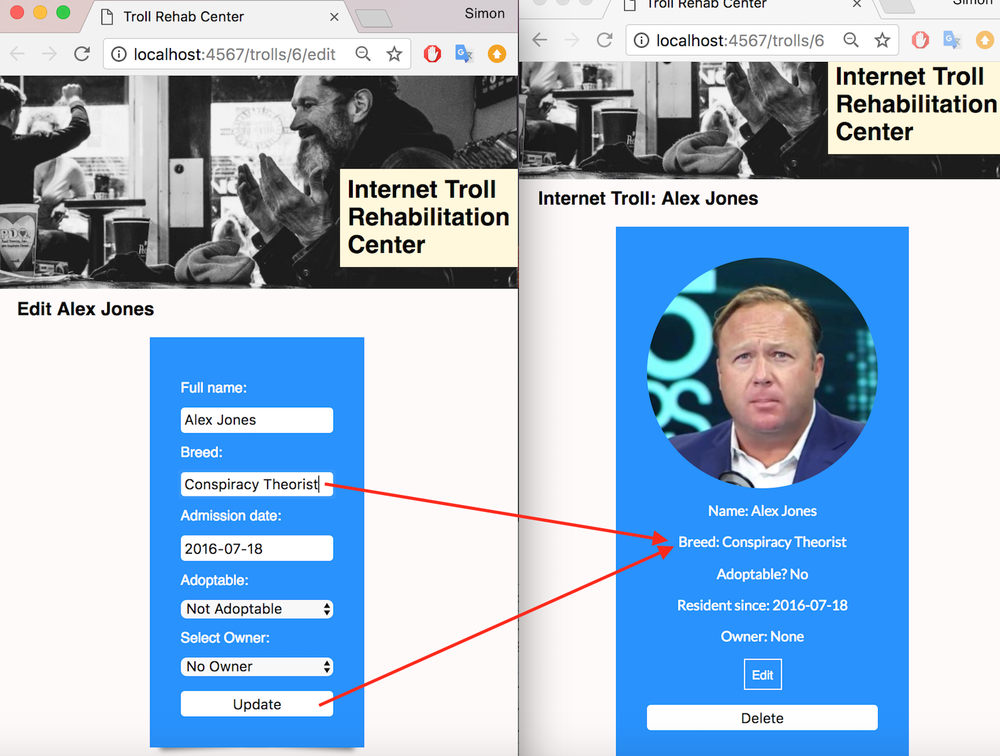 Troll Rehab Center
Simon
localhost:4567/trolls/6/edit
Internet Troll
Rehabilitation
Center
PDQ
Edit Alex Jones
Full name:
Alex Jones
Breed:
Conspiracy Theorist
Admission date:
2016-07-18
Adoptable:
Not Adoptable
Select Owner:
No Owner
Update
Troll Rehab Center
Simon
localhost:4567/trolls/6
Internet Troll
Rehabilitation
Center
Internet Troll: Alex Jones
Name: Alex Jones
Breed: Conspiracy Theorist
Adoptable? No
Resident since: 2016-07-18
Owner: None
Edit
Delete